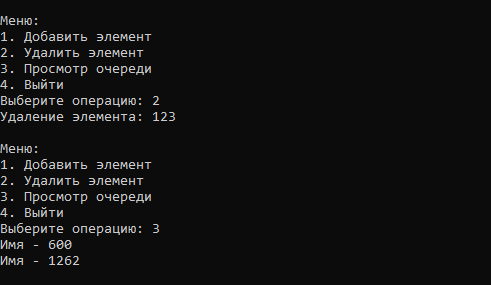 Меню:
1. Добавить элемент
2. Удалить элемент
3. Просмотр очереди
4. Выйти
Выберите операцию: 2
Удаление элемента: 123
Меню:
1. Добавить элемент
2. Удалить элемент
3. Просмотр очереди
4. Выйти
Выберите операцию: 3
Имя - 600
Имя - 1262